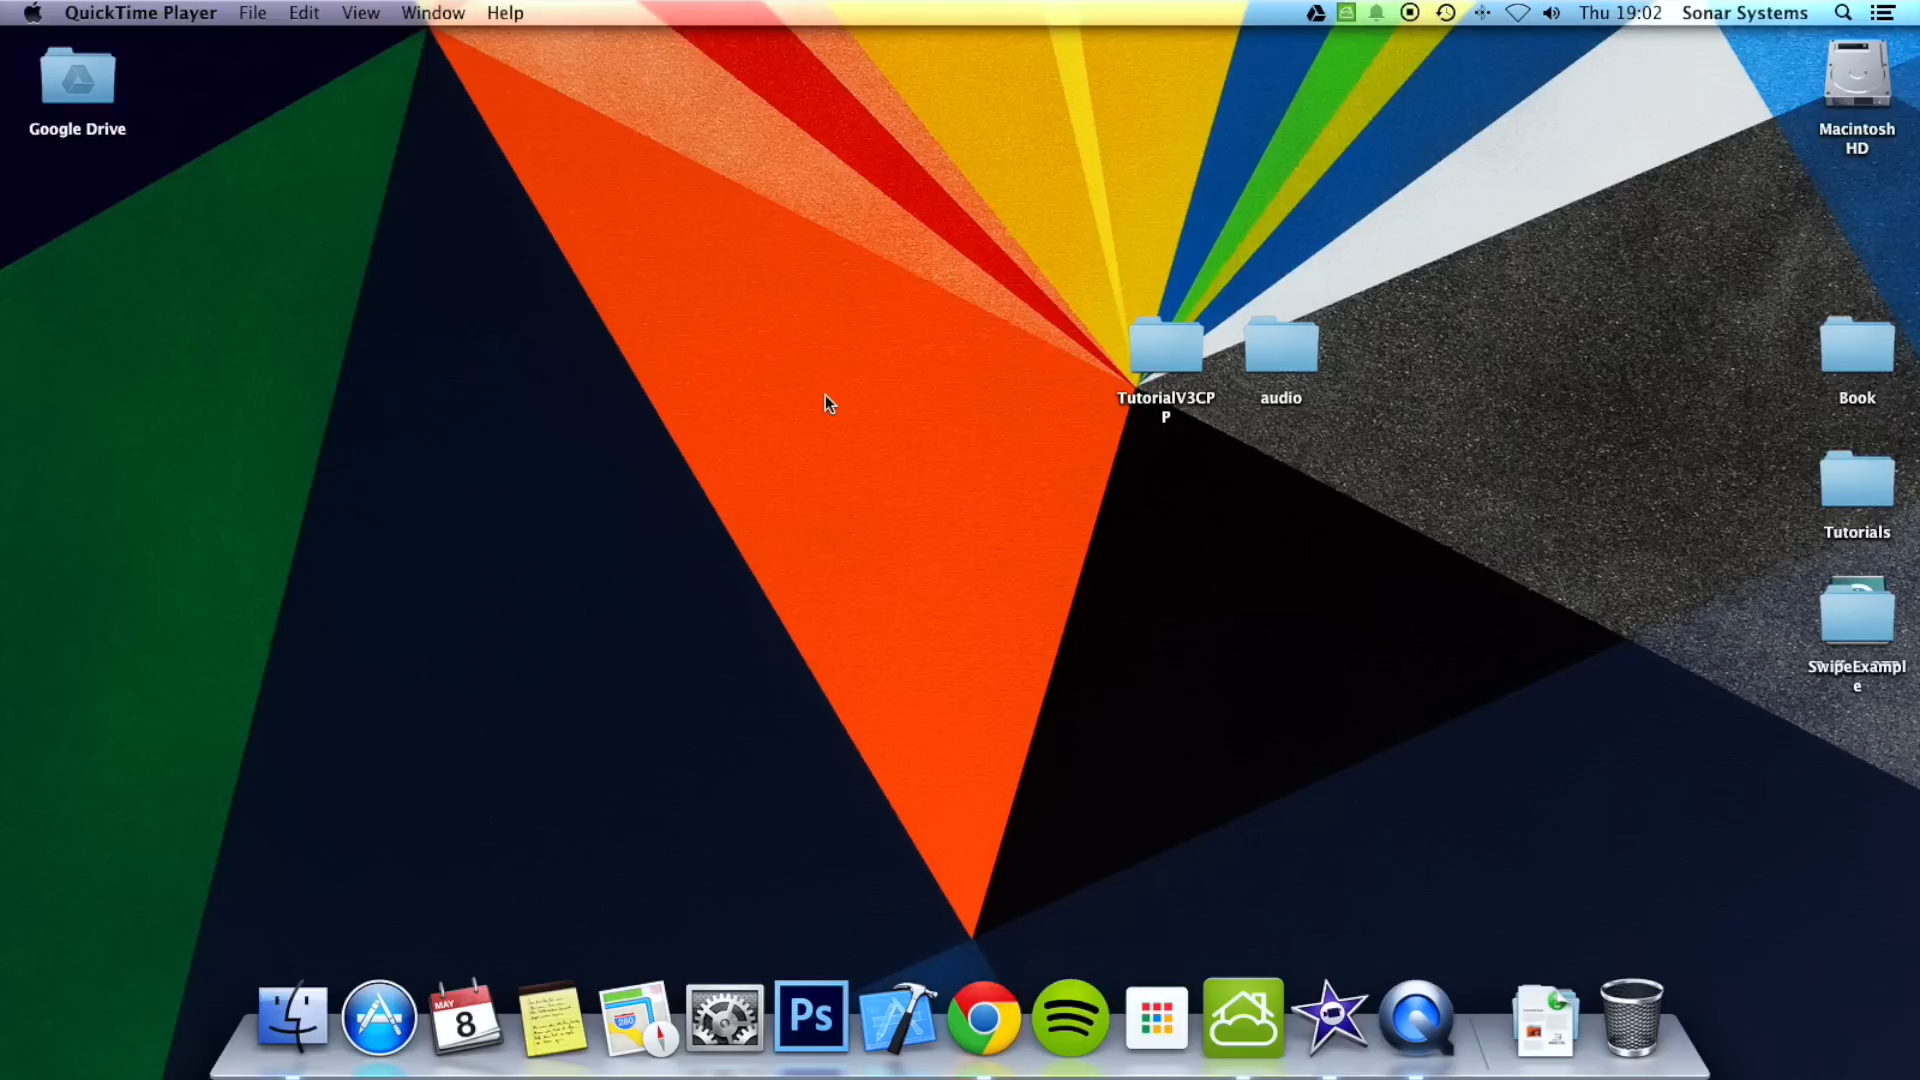 QuickTime Player File Edit View Window Help Thu 19:02 Sonar Systems
Google Drive
Macintosh
HD
TutorialV3CP
P
audio
Book
Tutorials
SwipeExampl
e
MAY
8
280
Ps